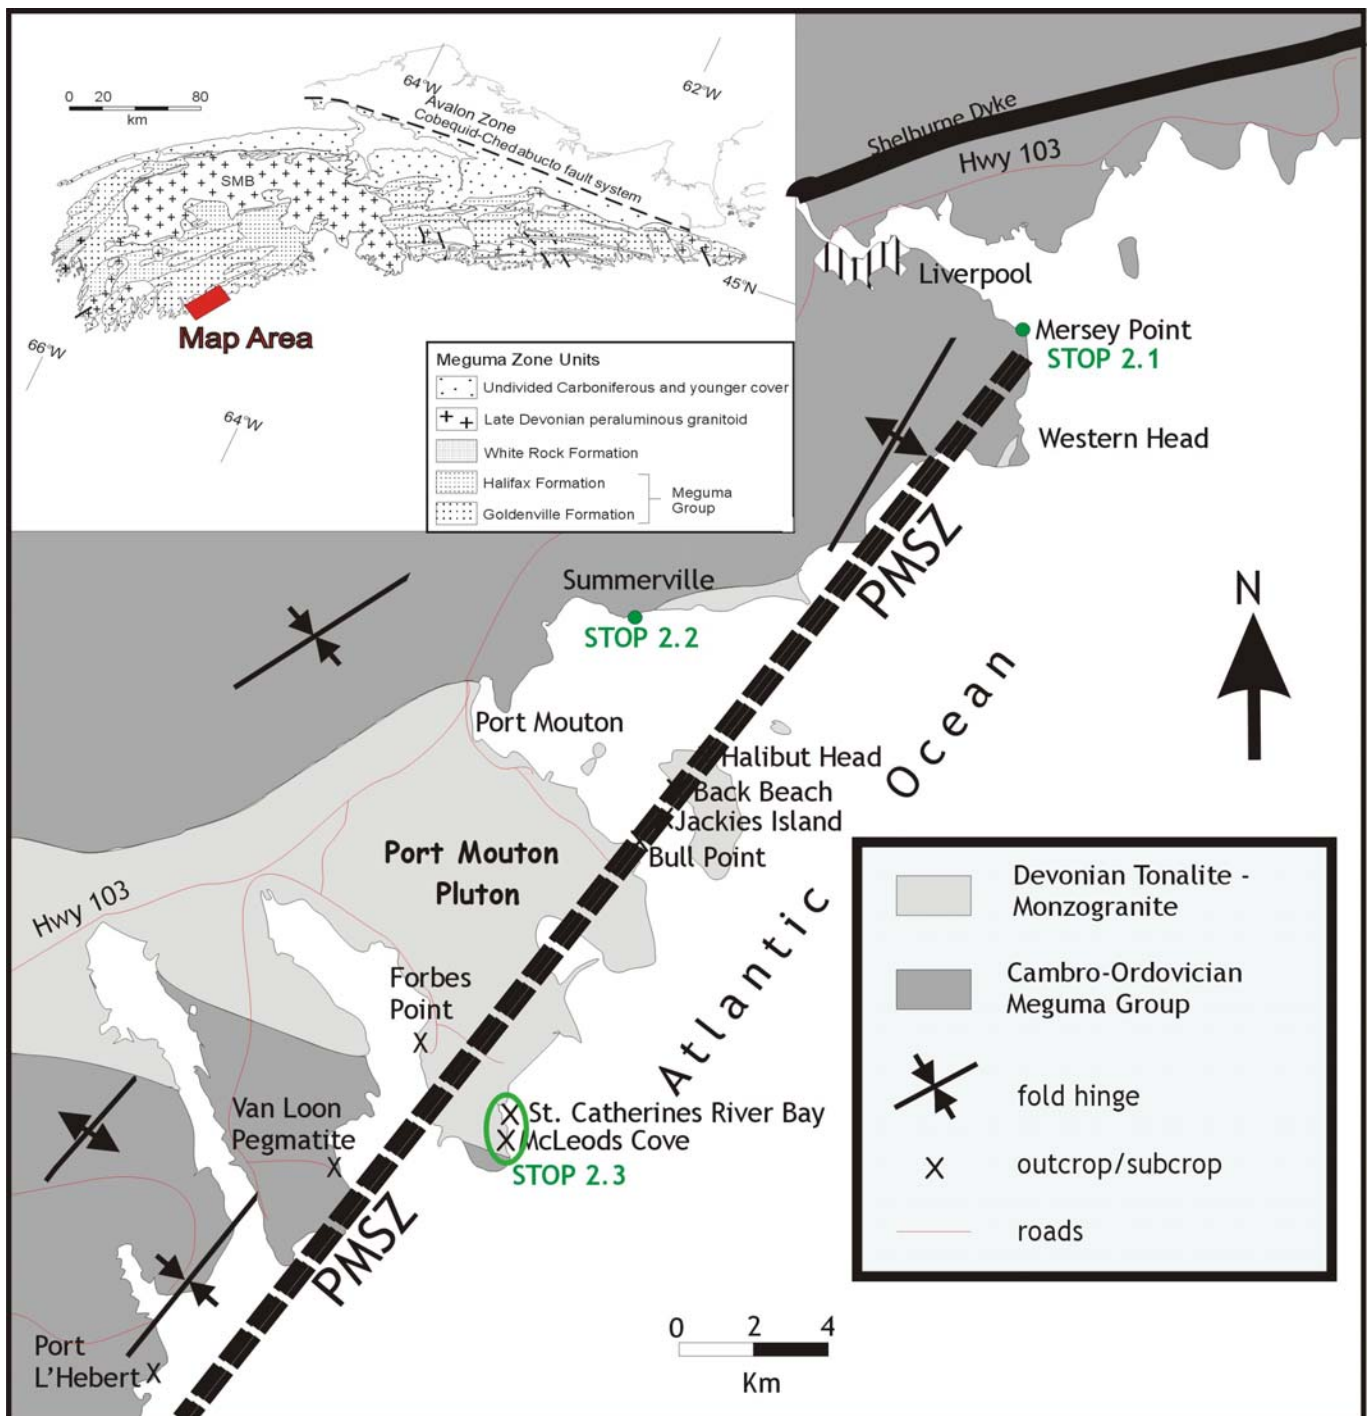 64°W
62°W
0 20 80
km
Avalon Zone
Cobequid-Chedabucto fault system
SMB
45°N
Map Area
66°W
64°W
Meguma Zone Units
Undivided Carboniferous and younger cover
Late Devonian peraluminous granitoid
White Rock Formation
Halifax Formation
Goldenville Formation
Meguma
Group
Shelburne Dyke
Hwy 103
Liverpool
Mersey Point
STOP 2.1
Western Head
PMSZ
Summerville
STOP 2.2
N
Port Mouton
Halibut Head
Back Beach
Jackies Island
Bull Point
Atlantic Ocean
Port Mouton
Pluton
Hwy 103
Forbes
Point
Van Loon
Pegmatite
St. Catherines River Bay
McLeods Cove
STOP 2.3
PMSZ
Port
L'Hebert
0 2 4
Km
Devonian Tonalite -
Monzogranite
Cambro-Ordovician
Meguma Group
fold hinge
X outcrop/subcrop
roads